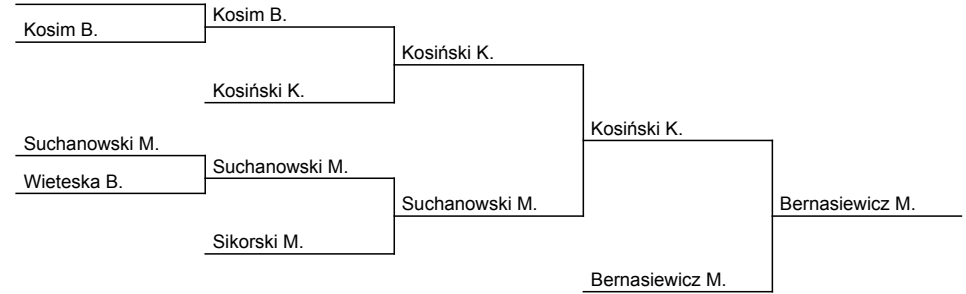 Kosim B.
Kosim B.
Kosiński K.
Kosiński K.
Suchanowski M.
Wieteska B.
Suchanowski M.
Sikorski M.
Suchanowski M.
Kosiński K.
Bernasiewicz M.
Bernasiewicz M.